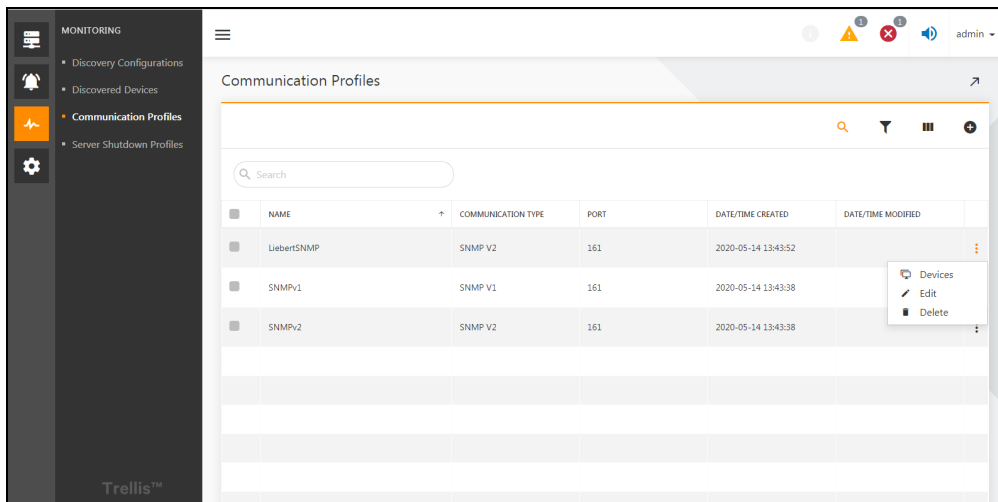 MONITORING
Discovery Configurations
Discovered Devices
Communication Profiles
Server Shutdown Profiles
Trellis™
1 1 admin
Communication Profiles
Search
NAME COMMUNICATION TYPE PORT DATE/TIME CREATED DATE/TIME MODIFIED
LiebertSNMP SNMP V2 161 2020-05-14 13:43:52
Devices
Edit
Delete
SNMPv1 SNMP V1 161 2020-05-14 13:43:38
SNMPv2 SNMP V2 161 2020-05-14 13:43:38